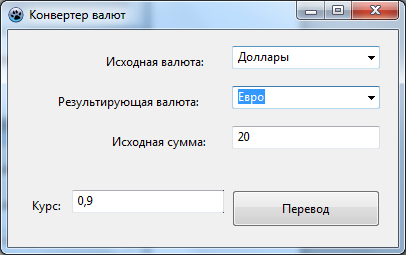 Конвертер валют
Исходная валюта: Доллары
Результирующая валюта: Евро
Исходная сумма: 20
Курс: 0,9 Перевод